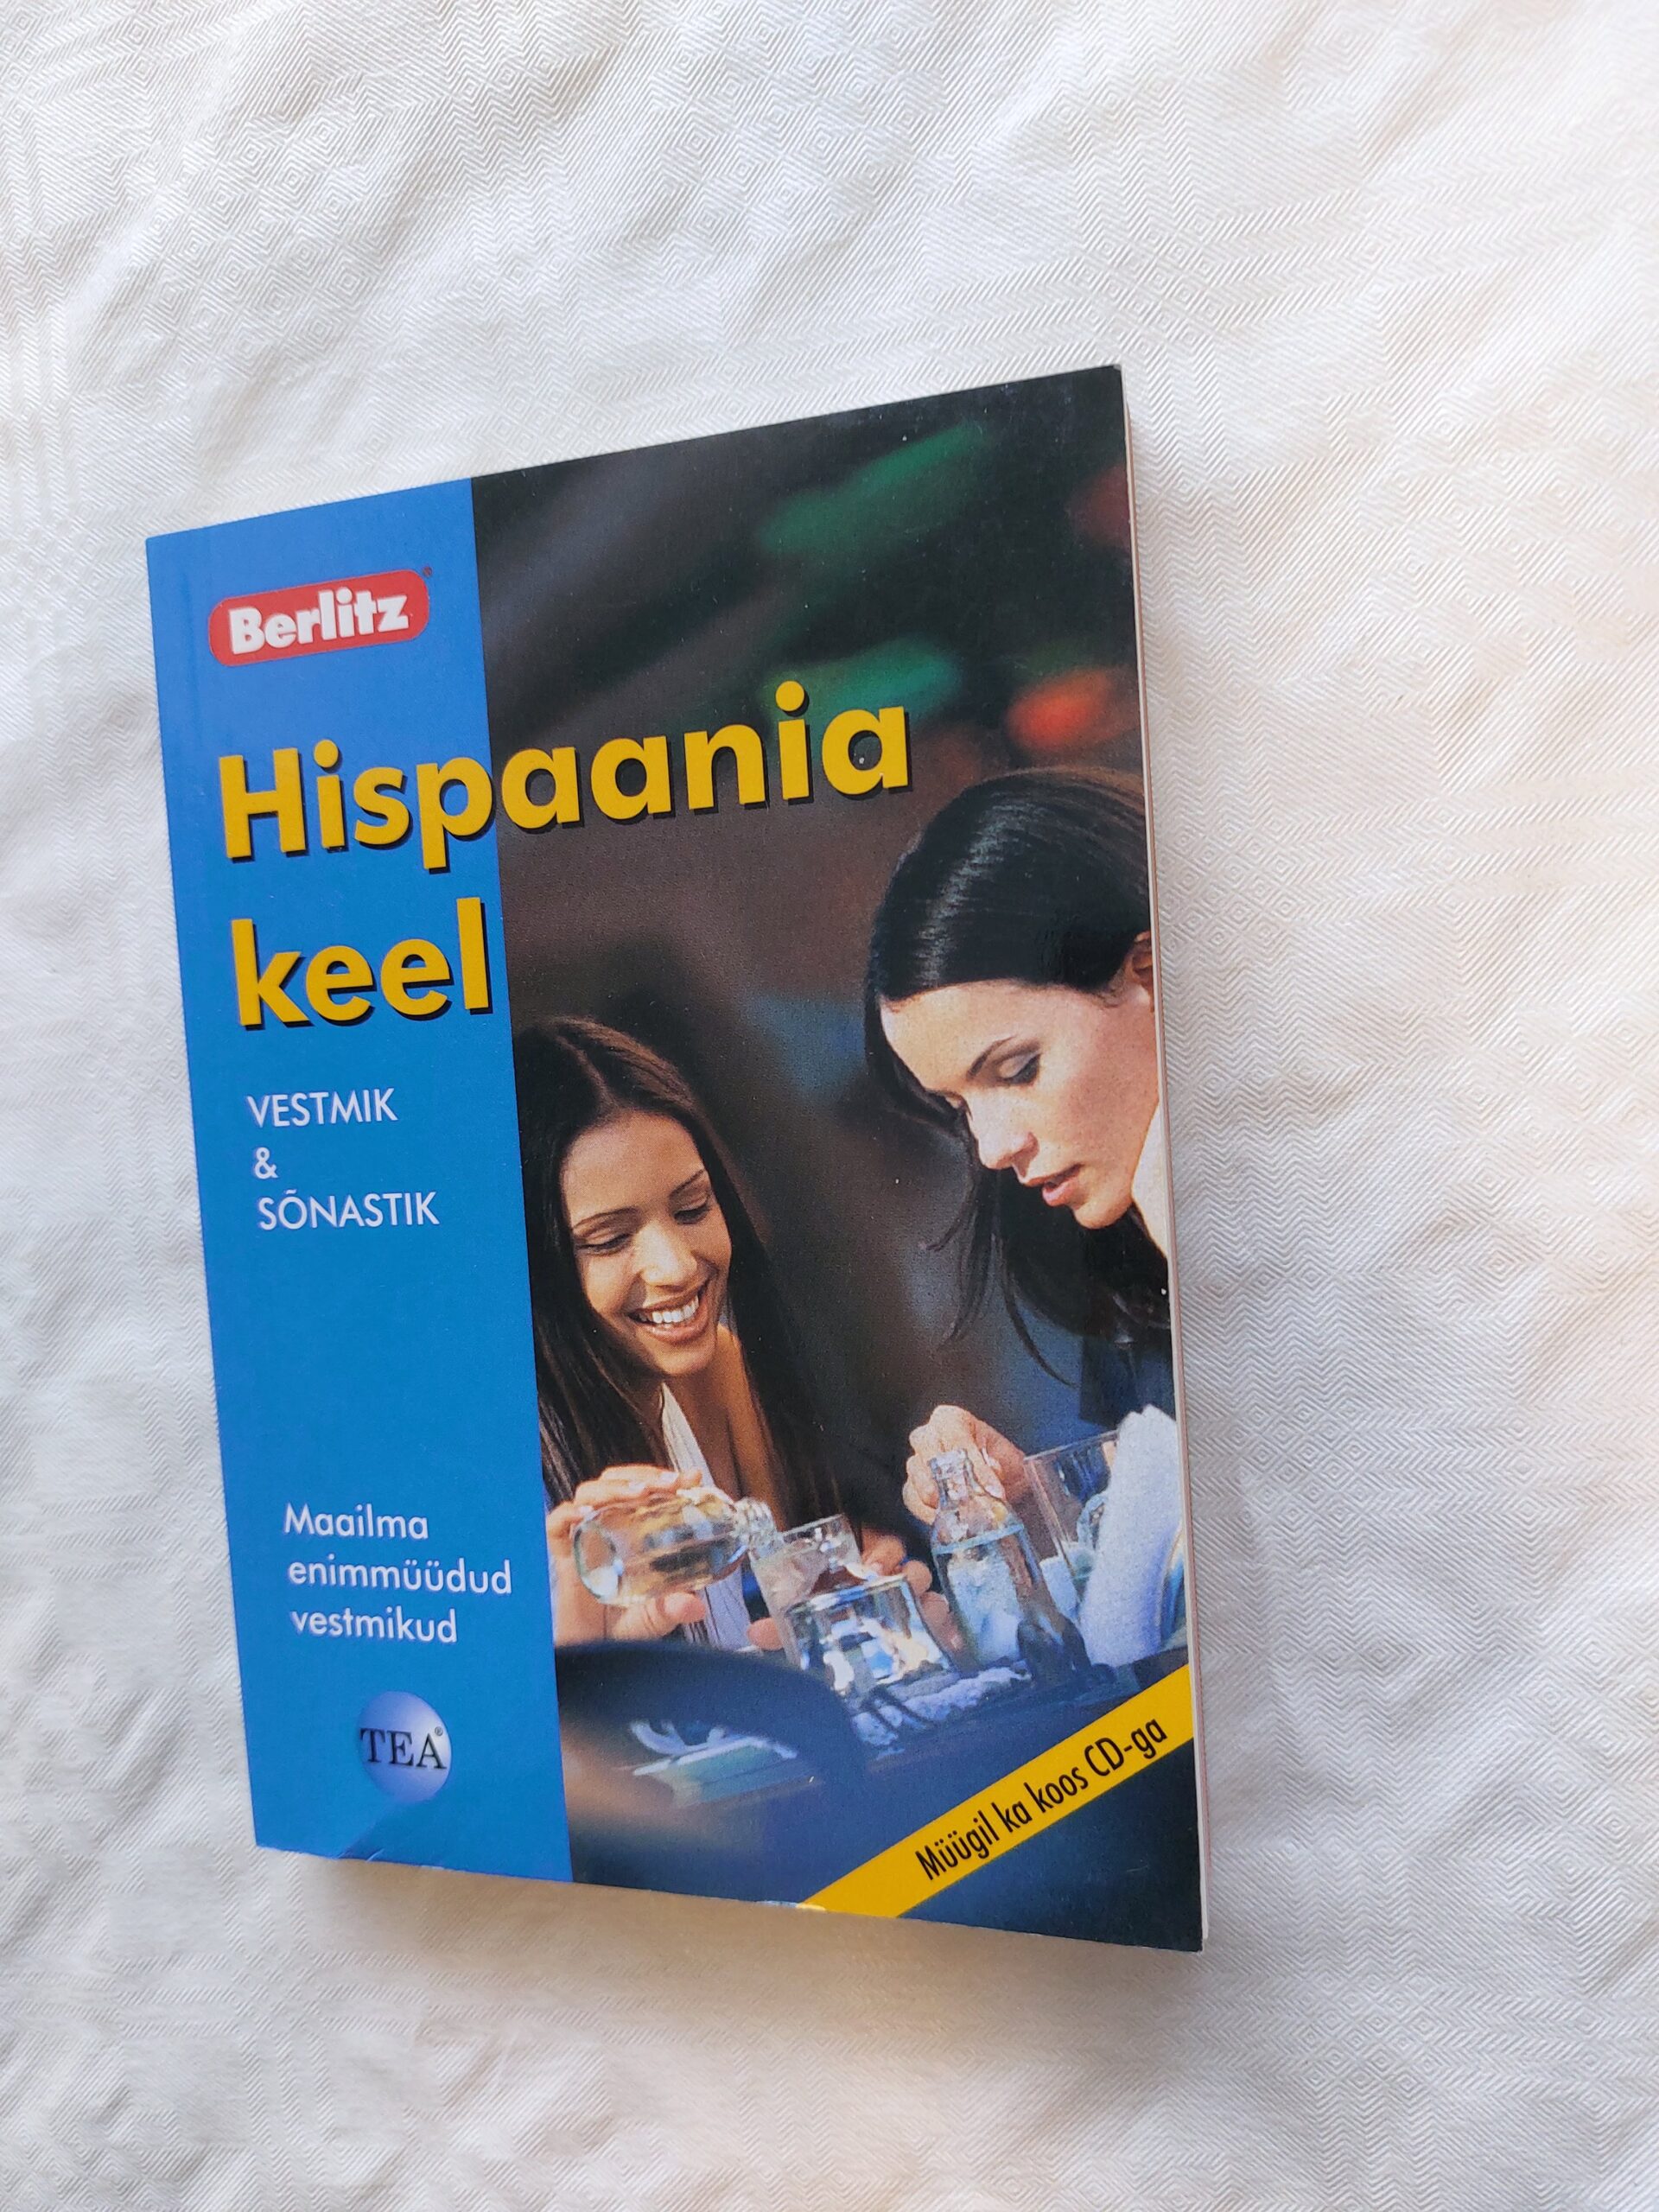 Berlitz®
Hispaania
keel
VESTMIK
&
SÕNASTIK
Maailma
enimmüüdud
vestmikud
TEA®
Müügil ka koos CD-ga